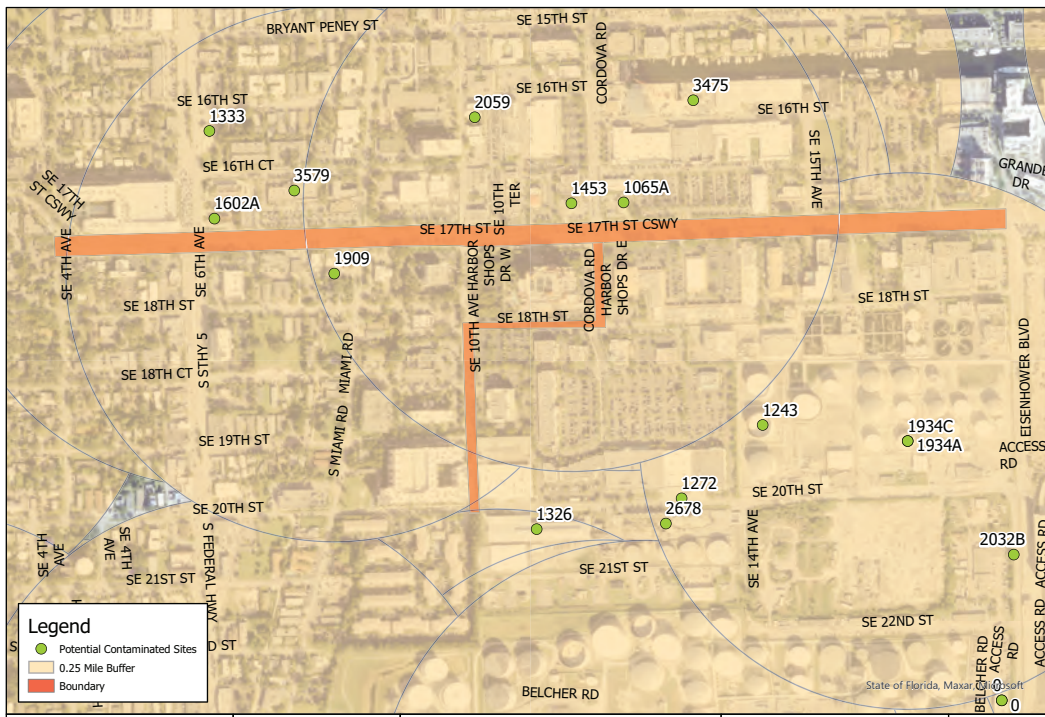 BRYANT PENEY ST
SE 15TH ST
CORDOVA RD
SE 16TH ST
3475
SE 16TH ST
SE 16TH ST
2059
1333
SE 15TH AVE
SE 16TH CT
GRANDE
DR
SE 17TH
ST CSWY
3579
SE 10TH
TER
1453
1065A
1602A
SE 17TH ST
SE 17TH ST CSWY
SE 4TH AVE
SE 6TH AVE
1909
HARBOR
SHOPS
DR W
CORDOVA RD
HARBOR
SHOPS DR E
SE 18TH ST
SE 18TH ST
SE 18TH ST
SE 10TH AVE
EISENHOWER BLVD
S STHY 5
MIAMI RD
SE 18TH CT
S MIAMI RD
1243
1934C
1934A
SE 19TH ST
ACCESS
RD
1272
SE 20TH ST
SE 20TH ST
2678
1326
SE 4TH
AVE
SE 4TH
AVE
S FEDERAL HWY
SE 14TH AVE
2032B
SE 21ST ST
SE 21ST ST
ACCESS RD
ACCESS RD
SE 22ND ST
D ST
BELCHER RD
ACCESS
RD
BELCHER RD
0
0
Legend
Potential Contaminated Sites
0.25 Mile Buffer
Boundary
State of Florida, Maxar, Microsoft